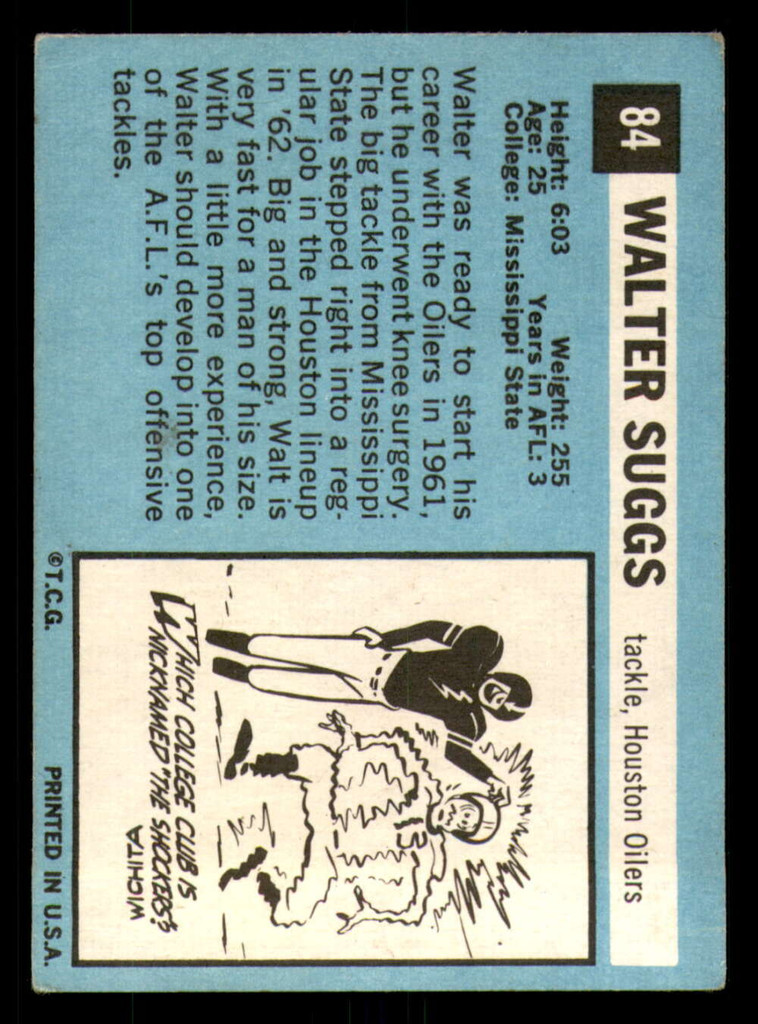 84 WALTER SUGGS tackle, Houston Oilers
Height: 6:03 Weight: 255
Age: 25 Years in AFL: 3
College: Mississippi State
Walter was ready to start his
career with the Oilers in 1961,
but he underwent knee surgery.
The big tackle from Mississippi
State stepped right into a reg-
ular job in the Houston lineup
in '62. Big and strong, Walt is
very fast for a man of his size.
With a little more experience,
Walter should develop into one
of the A.F.L.'s top offensive
tackles.
13
WHICH COLLEGE CLUB IS
NICKNAMED "THE SHOCKERS"?
WICHITA
©T.C.G. PRINTED IN U.S.A.